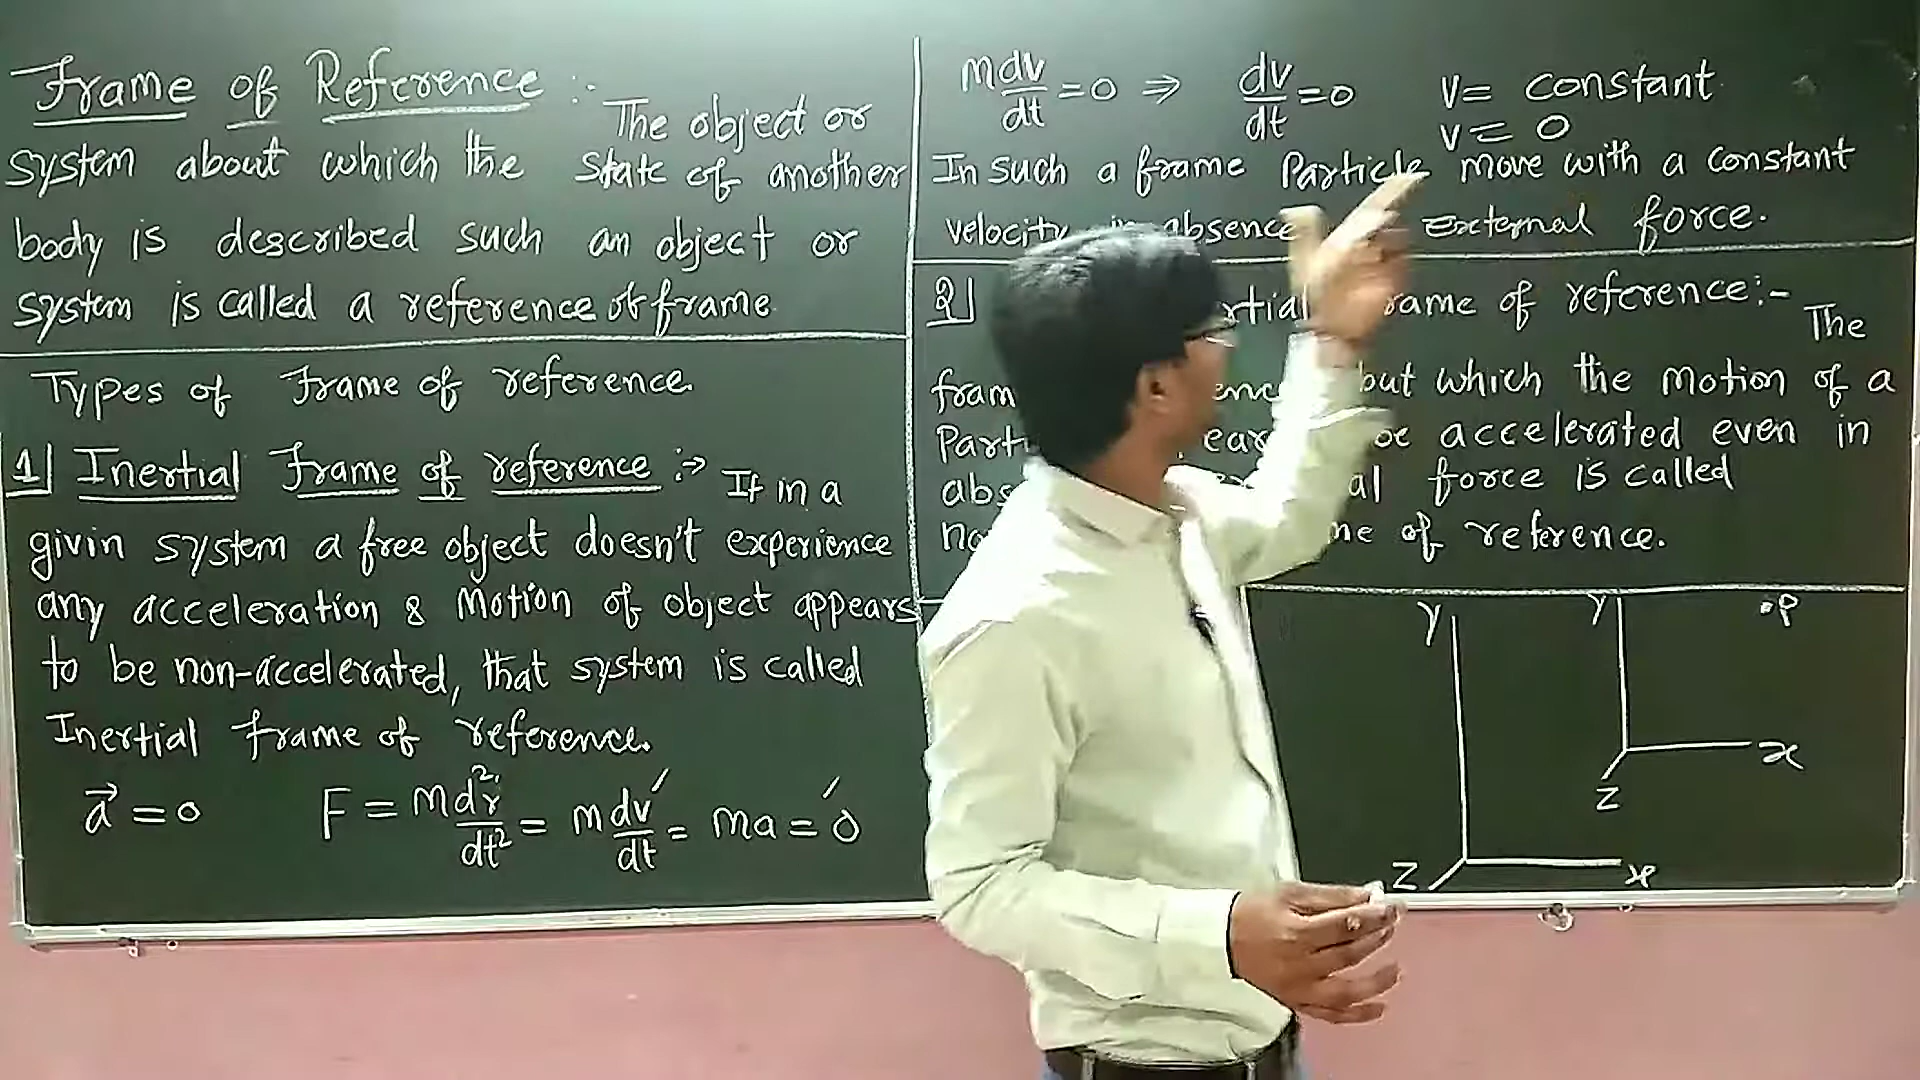 Frame of Reference :- The object or
system about which the state of another
body is described such an object or
system is called a reference of frame.
Types of Frame of reference.
1 Inertial frame of reference :-> If in a
givin system a free object doesn't experience
any acceleration & Motion of object appears
to be non-accelerated, that system is called
Inertial frame of reference.
a⃗ = 0 F = m d²r/dt² = m dv/dt = ma = 0
m dv/dt = 0 ⇒ dv/dt = 0 v = constant
v = 0
In such a frame Particle move with a constant
velocity absence external force.
2 frame of reference:- The
but which the motion of a
accelerated even in
force is called
of reference.
Y Y •P
x
Z
Z x